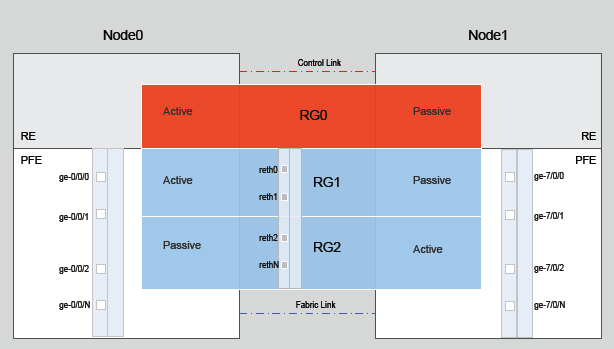 Node0
Node1
Control Link
Active
RG0
Passive
RE
RE
PFE
PFE
ge-0/0/0
Active
reth0
RG1
Passive
ge-7/0/0
reth1
ge-0/0/1
ge-7/0/1
Passive
reth2
RG2
Active
ge-0/0/2
rethN
ge-7/0/2
ge-0/0/N
Fabric Link
ge-7/0/N